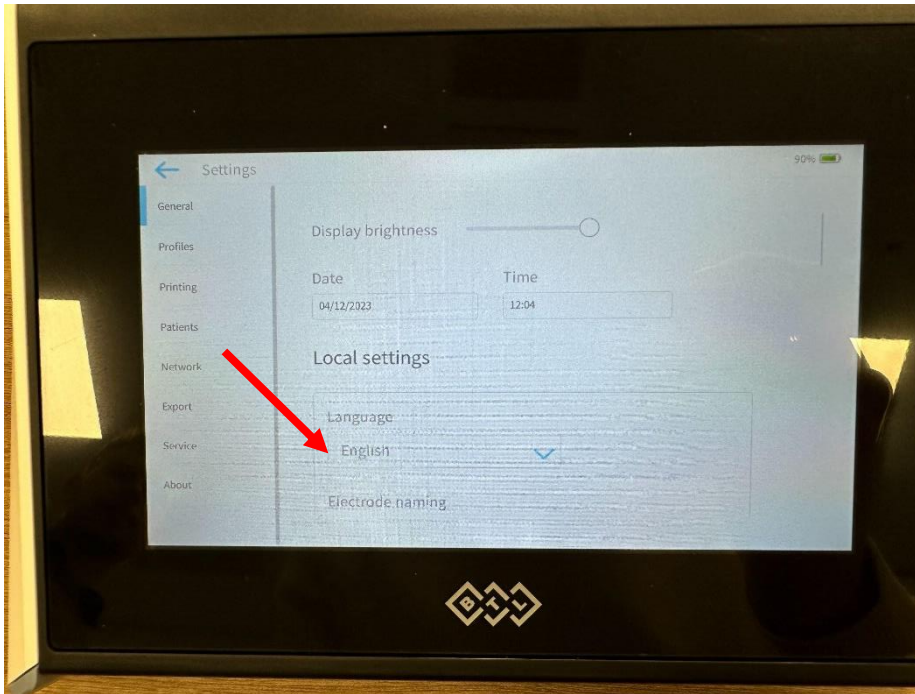 Settings
90%
General
Profiles
Printing
Patients
Network
Export
Service
About
Display brightness
Date
Time
04/12/2023
12:04
Local settings
Language
English
Electrode naming
BTL